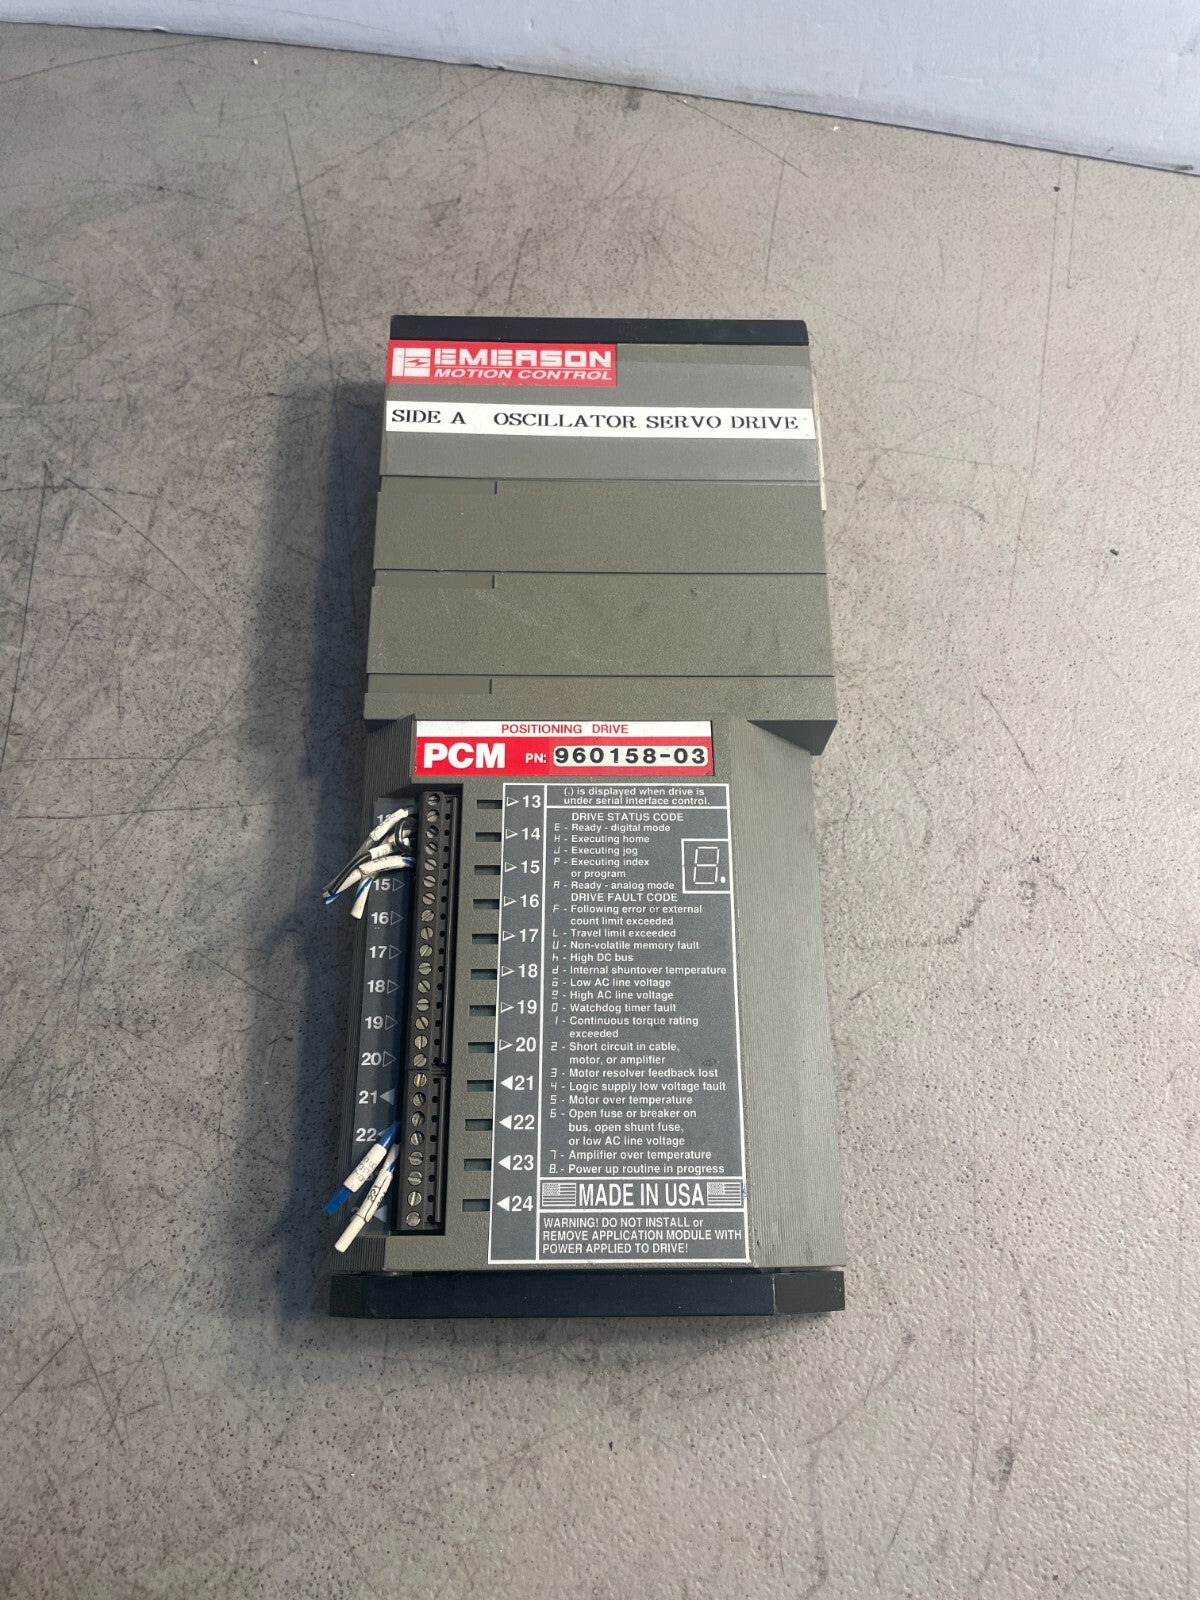 EMERSON
MOTION CONTROL
SIDE A OSCILLATOR SERVO DRIVE
POSITIONING DRIVE
PCM PN: 960158-03
(.) is displayed when drive is
under serial interface control.
DRIVE STATUS CODE
E - Ready - digital mode
H - Executing home
J - Executing jog
P - Executing index
or program
A - Ready - analog mode
DRIVE FAULT CODE
F - Following error or external
count limit exceeded
L - Travel limit exceeded
U - Non-volatile memory fault
h - High DC bus
d - Internal shuntover temperature
- Low AC line voltage
- High AC line voltage
0 - Watchdog timer fault
1 - Continuous torque rating
exceeded
2 - Short circuit in cable,
motor, or amplifier
3 - Motor resolver feedback lost
4 - Logic supply low voltage fault
5 - Motor over temperature
6 - Open fuse or breaker on
bus, open shunt fuse,
or low AC line voltage
7 - Amplifier over temperature
8. - Power up routine in progress
MADE IN USA
WARNING! DO NOT INSTALL or
REMOVE APPLICATION MODULE WITH
POWER APPLIED TO DRIVE!
13
14
15
16
17
18
19
20
21
22
23
24
15
16
17
18
19
20
21
22